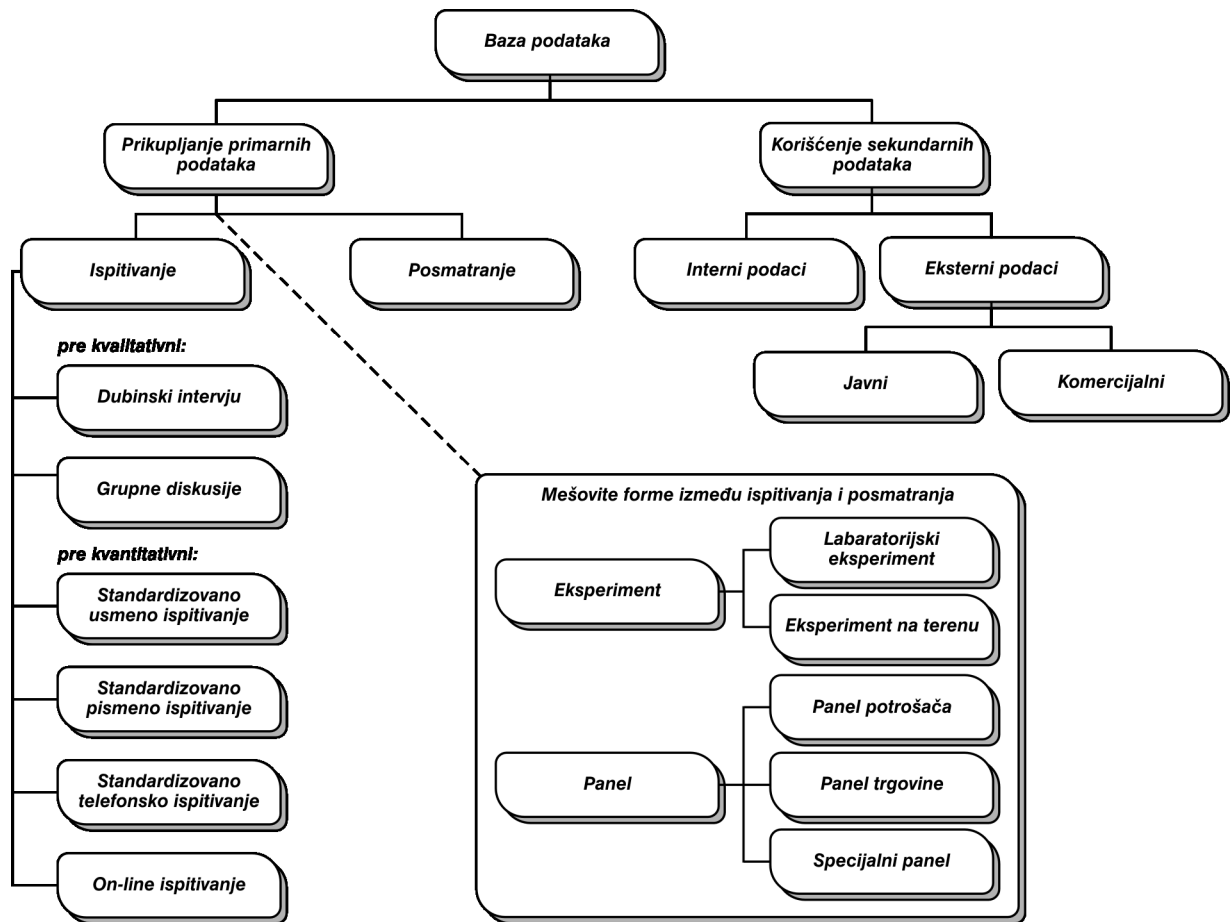 Baza podataka
Prikupljanje primarnih
podataka
Korišćenje sekundarnih
podataka
Ispitivanje
Posmatranje
Interni podaci
Eksterni podaci
Javni
Komercijalni
pre kvalitativni:
Dubinski intervju
Grupne diskusije
pre kvantitativni:
Standardizovano
usmeno ispitivanje
Standardizovano
pismeno ispitivanje
Standardizovano
telefonsko ispitivanje
On-line ispitivanje
Mešovite forme između ispitivanja i posmatranja
Eksperiment
Labaratorijski
eksperiment
Eksperiment na terenu
Panel
Panel potrošača
Panel trgovine
Specijalni panel